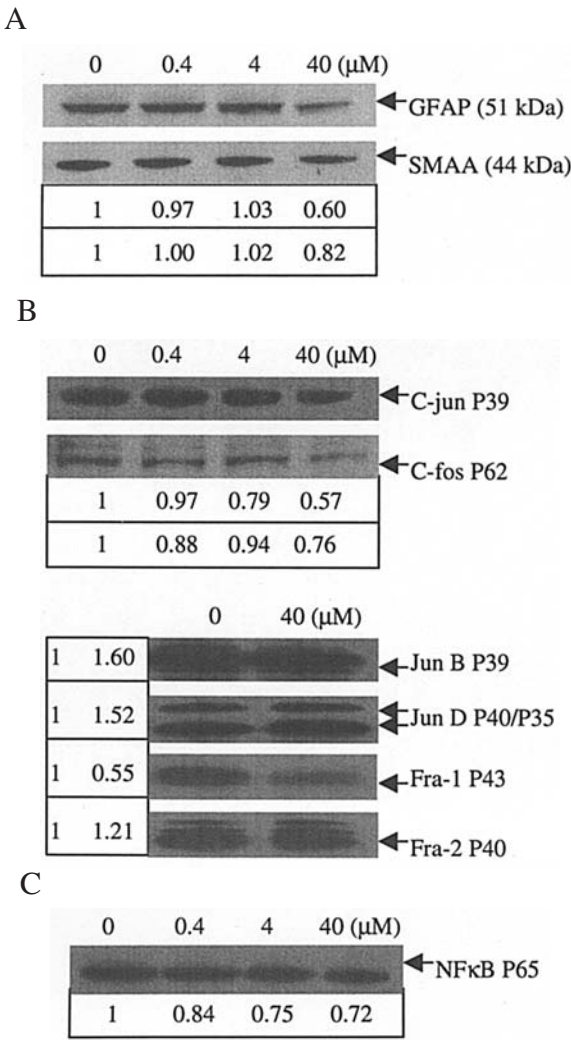 A
0 0.4 4 40 (μM)
GFAP (51 kDa)
SMAA (44 kDa)
1 0.97 1.03 0.60
1 1.00 1.02 0.82
B
0 0.4 4 40 (μM)
C-jun P39
C-fos P62
1 0.97 0.79 0.57
1 0.88 0.94 0.76
0 40 (μM)
1 1.60 Jun B P39
1 1.52 Jun D P40/P35
1 0.55 Fra-1 P43
1 1.21 Fra-2 P40
C
0 0.4 4 40 (μM)
NFκB P65
1 0.84 0.75 0.72